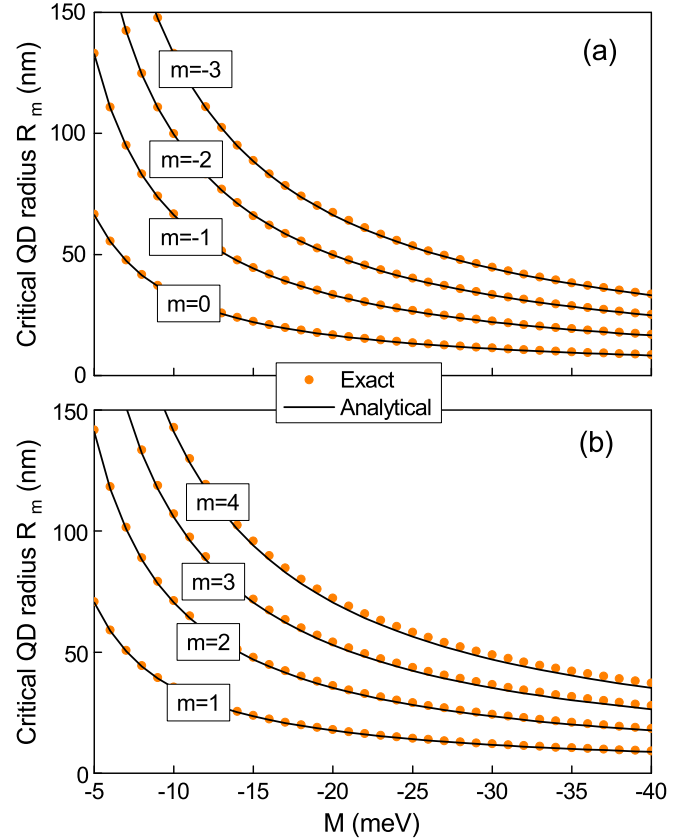 150
100
50
0
Critical QD radius R m (nm)
(a)
m=-3
m=-2
m=-1
m=0
Exact
Analytical
150
100
50
0
Critical QD radius R m (nm)
(b)
m=4
m=3
m=2
m=1
-5 -10 -15 -20 -25 -30 -35 -40
M (meV)